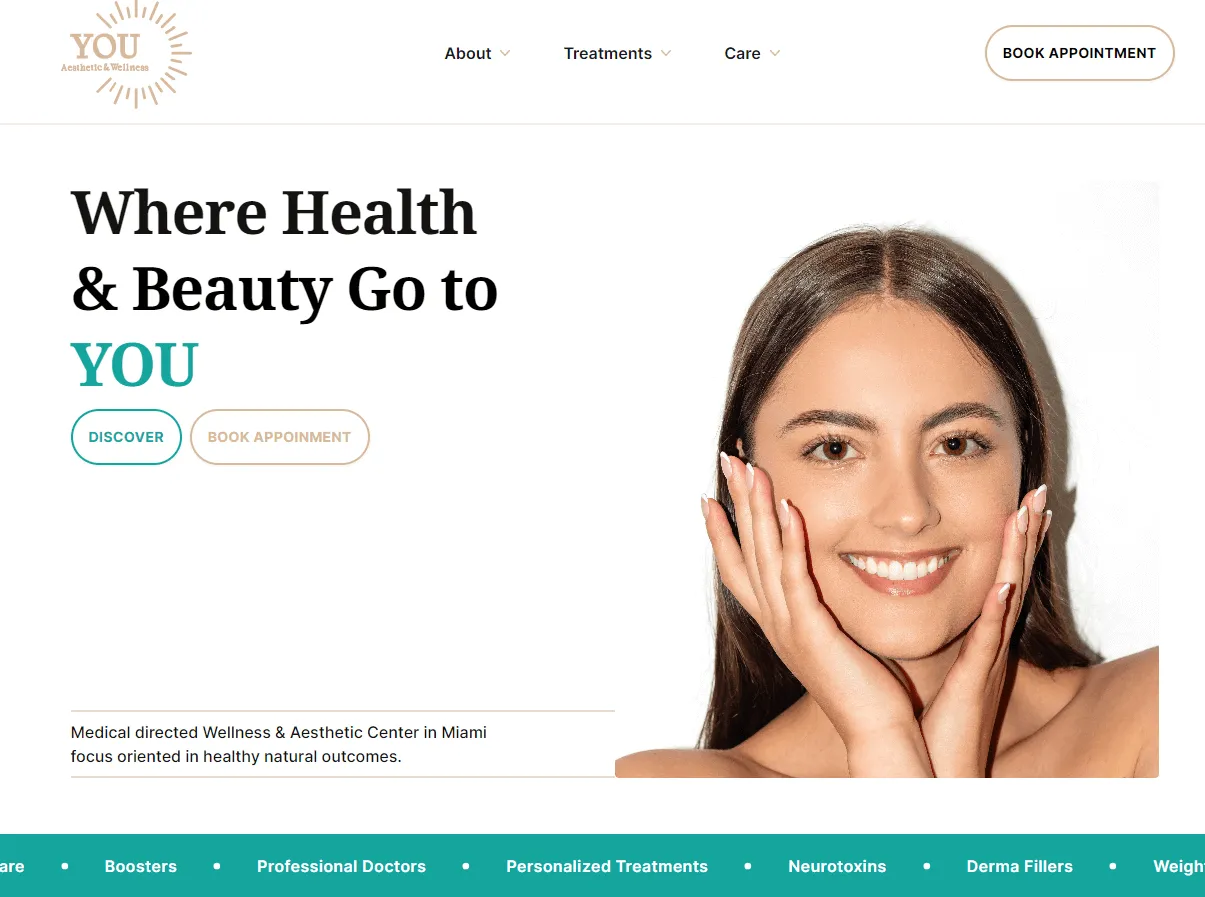 YOU
Aesthetic & Wellness
About
Treatments
Care
BOOK APPOINTMENT
Where Health
& Beauty Go to
YOU
DISCOVER
BOOK APPOINMENT
Medical directed Wellness & Aesthetic Center in Miami
focus oriented in healthy natural outcomes.
are • Boosters • Professional Doctors • Personalized Treatments • Neurotoxins • Derma Fillers • Weigh